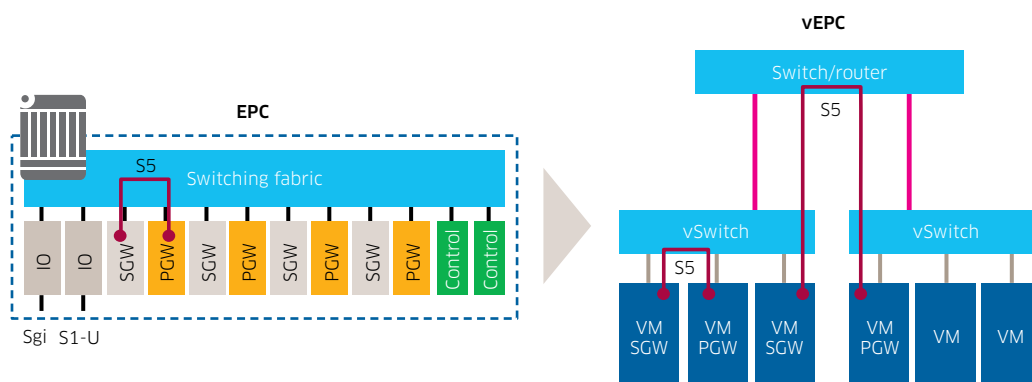 EPC
S5
Switching fabric
IO
IO
SGW
PGW
SGW
PGW
SGW
PGW
SGW
PGW
Control
Control
Sgi
S1-U
vEPC
Switch/router
S5
vSwitch
vSwitch
S5
VM
SGW
VM
PGW
VM
SGW
VM
PGW
VM
VM